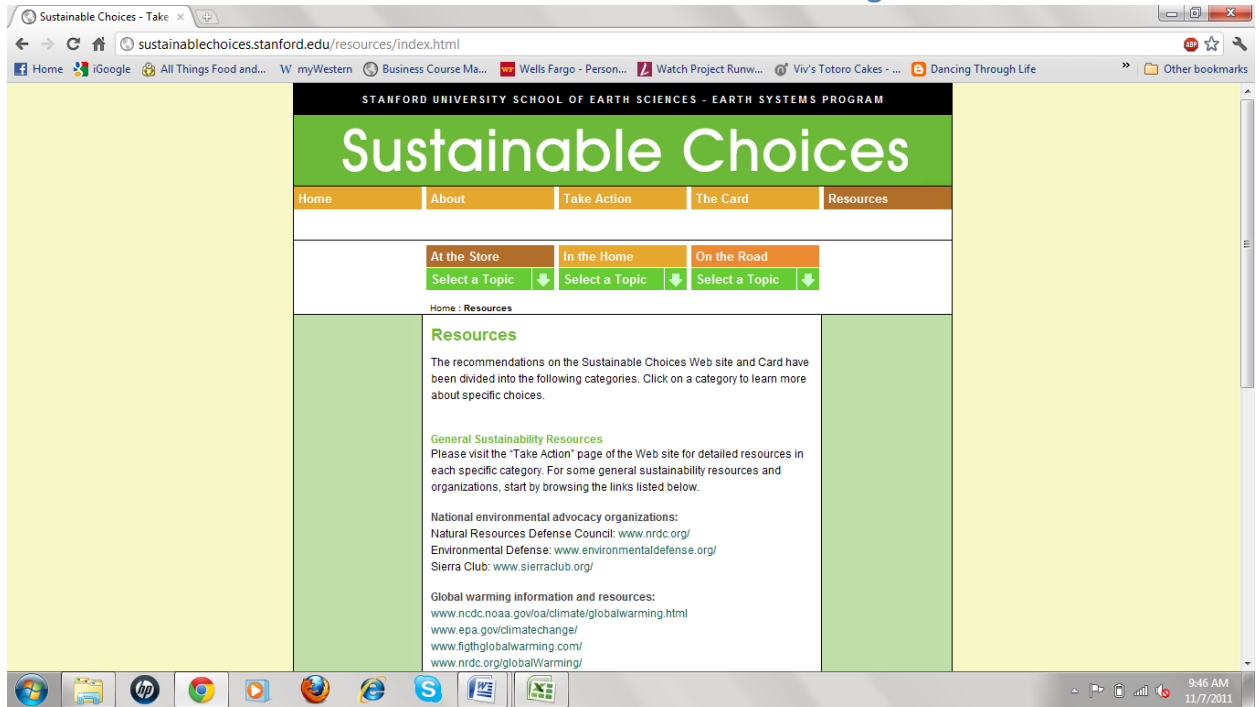 Sustainable Choices - Take
sustainablechoices.stanford.edu/resources/index.html
ABP
Home iGoogle All Things Food and... W myWestern Business Course Ma... WF Wells Fargo - Person... L Watch Project Runw... Viv's Totoro Cakes - ... Dancing Through Life » Other bookmarks
STANFORD UNIVERSITY SCHOOL OF EARTH SCIENCES - EARTH SYSTEMS PROGRAM
Sustainable Choices
Home About Take Action The Card Resources
At the Store In the Home On the Road
Select a Topic Select a Topic Select a Topic
Home : Resources
Resources
The recommendations on the Sustainable Choices Web site and Card have
been divided into the following categories. Click on a category to learn more
about specific choices.
General Sustainability Resources
Please visit the "Take Action" page of the Web site for detailed resources in
each specific category. For some general sustainability resources and
organizations, start by browsing the links listed below.
National environmental advocacy organizations:
Natural Resources Defense Council: www.nrdc.org/
Environmental Defense: www.environmentaldefense.org/
Sierra Club: www.sierraclub.org/
Global warming information and resources:
www.ncdc.noaa.gov/oa/climate/globalwarming.html
www.epa.gov/climatechange/
www.figthglobalwarming.com/
www.nrdc.org/globalWarming/
hp
9:46 AM
11/7/2011